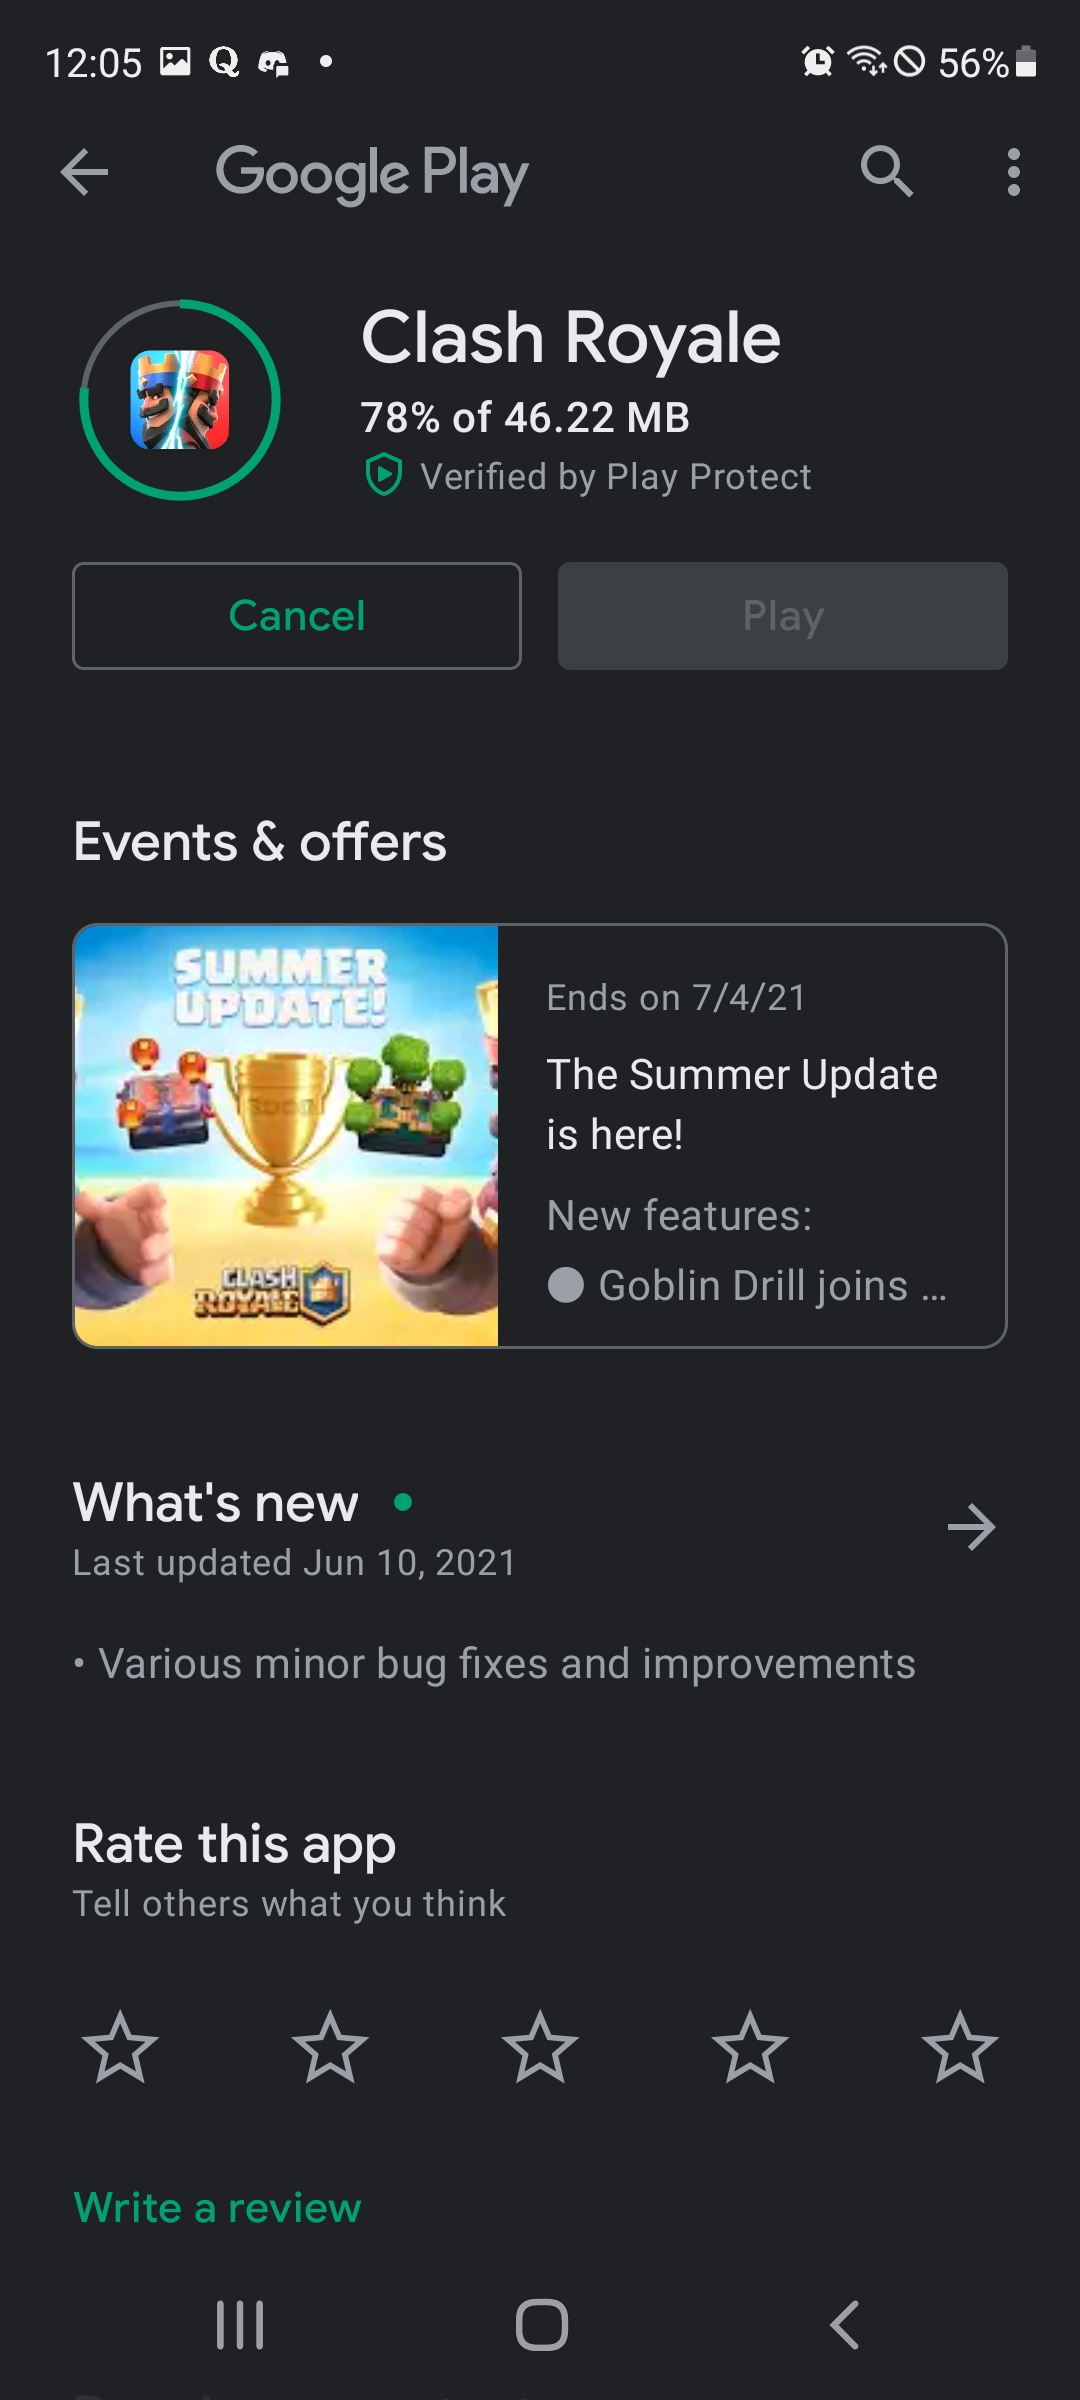 12:05
56%
Google Play
Clash Royale
78% of 46.22 MB
Verified by Play Protect
Cancel
Play
Events & offers
SUMMER
UPDATE!
CLASH
ROYALE
Ends on 7/4/21
The Summer Update
is here!
New features:
Goblin Drill joins ...
What's new
Last updated Jun 10, 2021
• Various minor bug fixes and improvements
Rate this app
Tell others what you think
Write a review